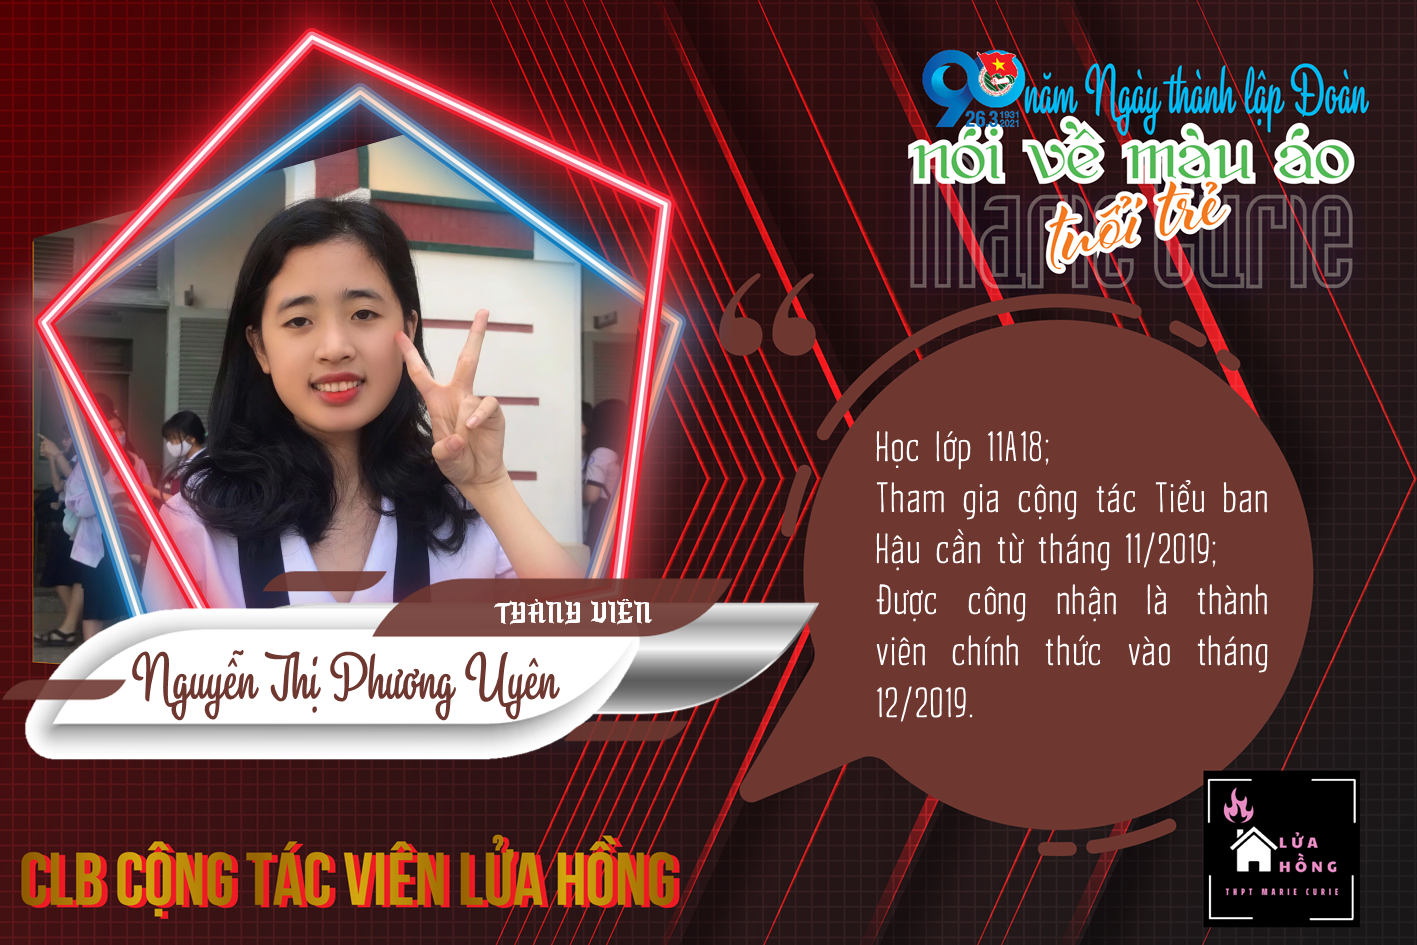 90 năm Ngày thành lập Đoàn
26.3 1931 2021
nói về màu áo
tuổi trẻ
Marie Curie
Học lớp 11A18;
Tham gia cộng tác Tiểu ban
Hậu cần từ tháng 11/2019;
Được công nhận là thành
viên chính thức vào tháng
12/2019.
THÀNH VIÊN
Nguyễn Thị Phương Uyên
CLB CỘNG TÁC VIÊN LỬA HỒNG
LỬA
HỒNG
THPT MARIE CURIE